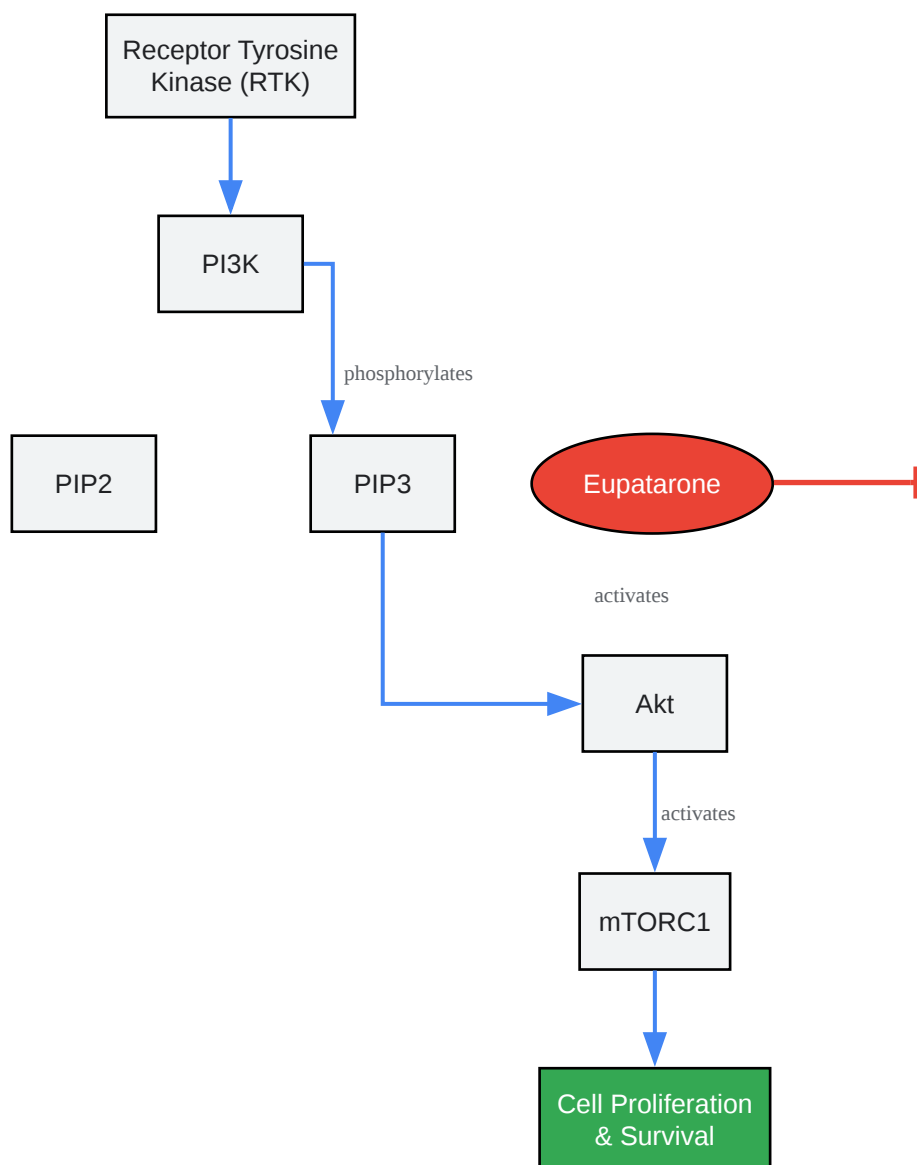 Receptor Tyrosine
Kinase (RTK)
PI3K
phosphorylates
PIP2
PIP3
Eupatarone
activates
Akt
activates
mTORC1
Cell Proliferation
& Survival